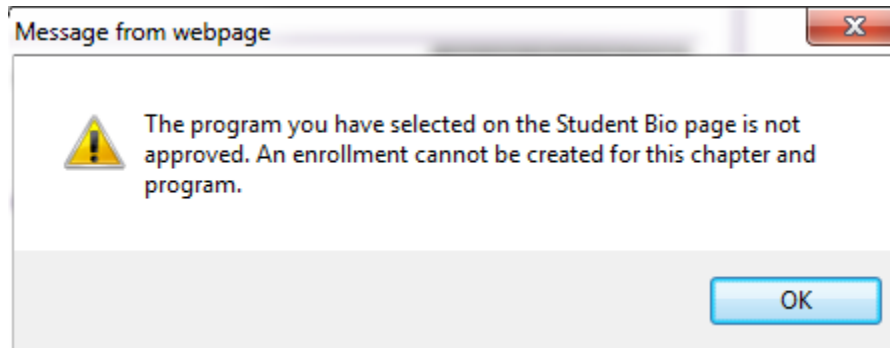 Message from webpage
The program you have selected on the Student Bio page is not
approved. An enrollment cannot be created for this chapter and
program.
OK